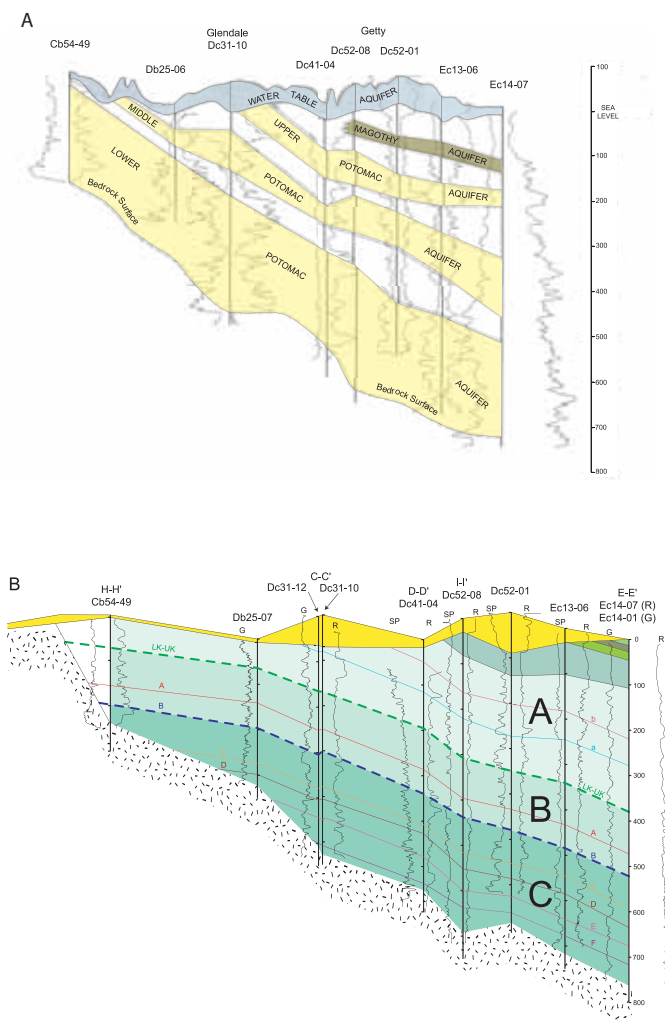 A
Glendale
Getty
Cb54-49
Dc31-10
Dc52-08
Dc52-01
Db25-06
Dc41-04
Ec13-06
Ec14-07
100
SEA
LEVEL
100
200
300
400
500
600
700
800
WATER TABLE AQUIFER
MIDDLE POTOMAC AQUIFER
UPPER POTOMAC AQUIFER
MAGOTHY AQUIFER
LOWER POTOMAC AQUIFER
Bedrock Surface
Bedrock Surface
B
H-H'
Cb54-49
Db25-07
C-C'
Dc31-12
Dc31-10
D-D'
Dc41-04
I-I'
Dc52-08
Dc52-01
Ec13-06
E-E'
Ec14-07 (R)
Ec14-01 (G)
G
G
R
SP
R
SP
SP
R
SP
R
G
R
0
100
200
300
400
500
600
700
800
LK-UK
A
B
D
A
b
a
LK-UK
B
A
B
C
D
E
F